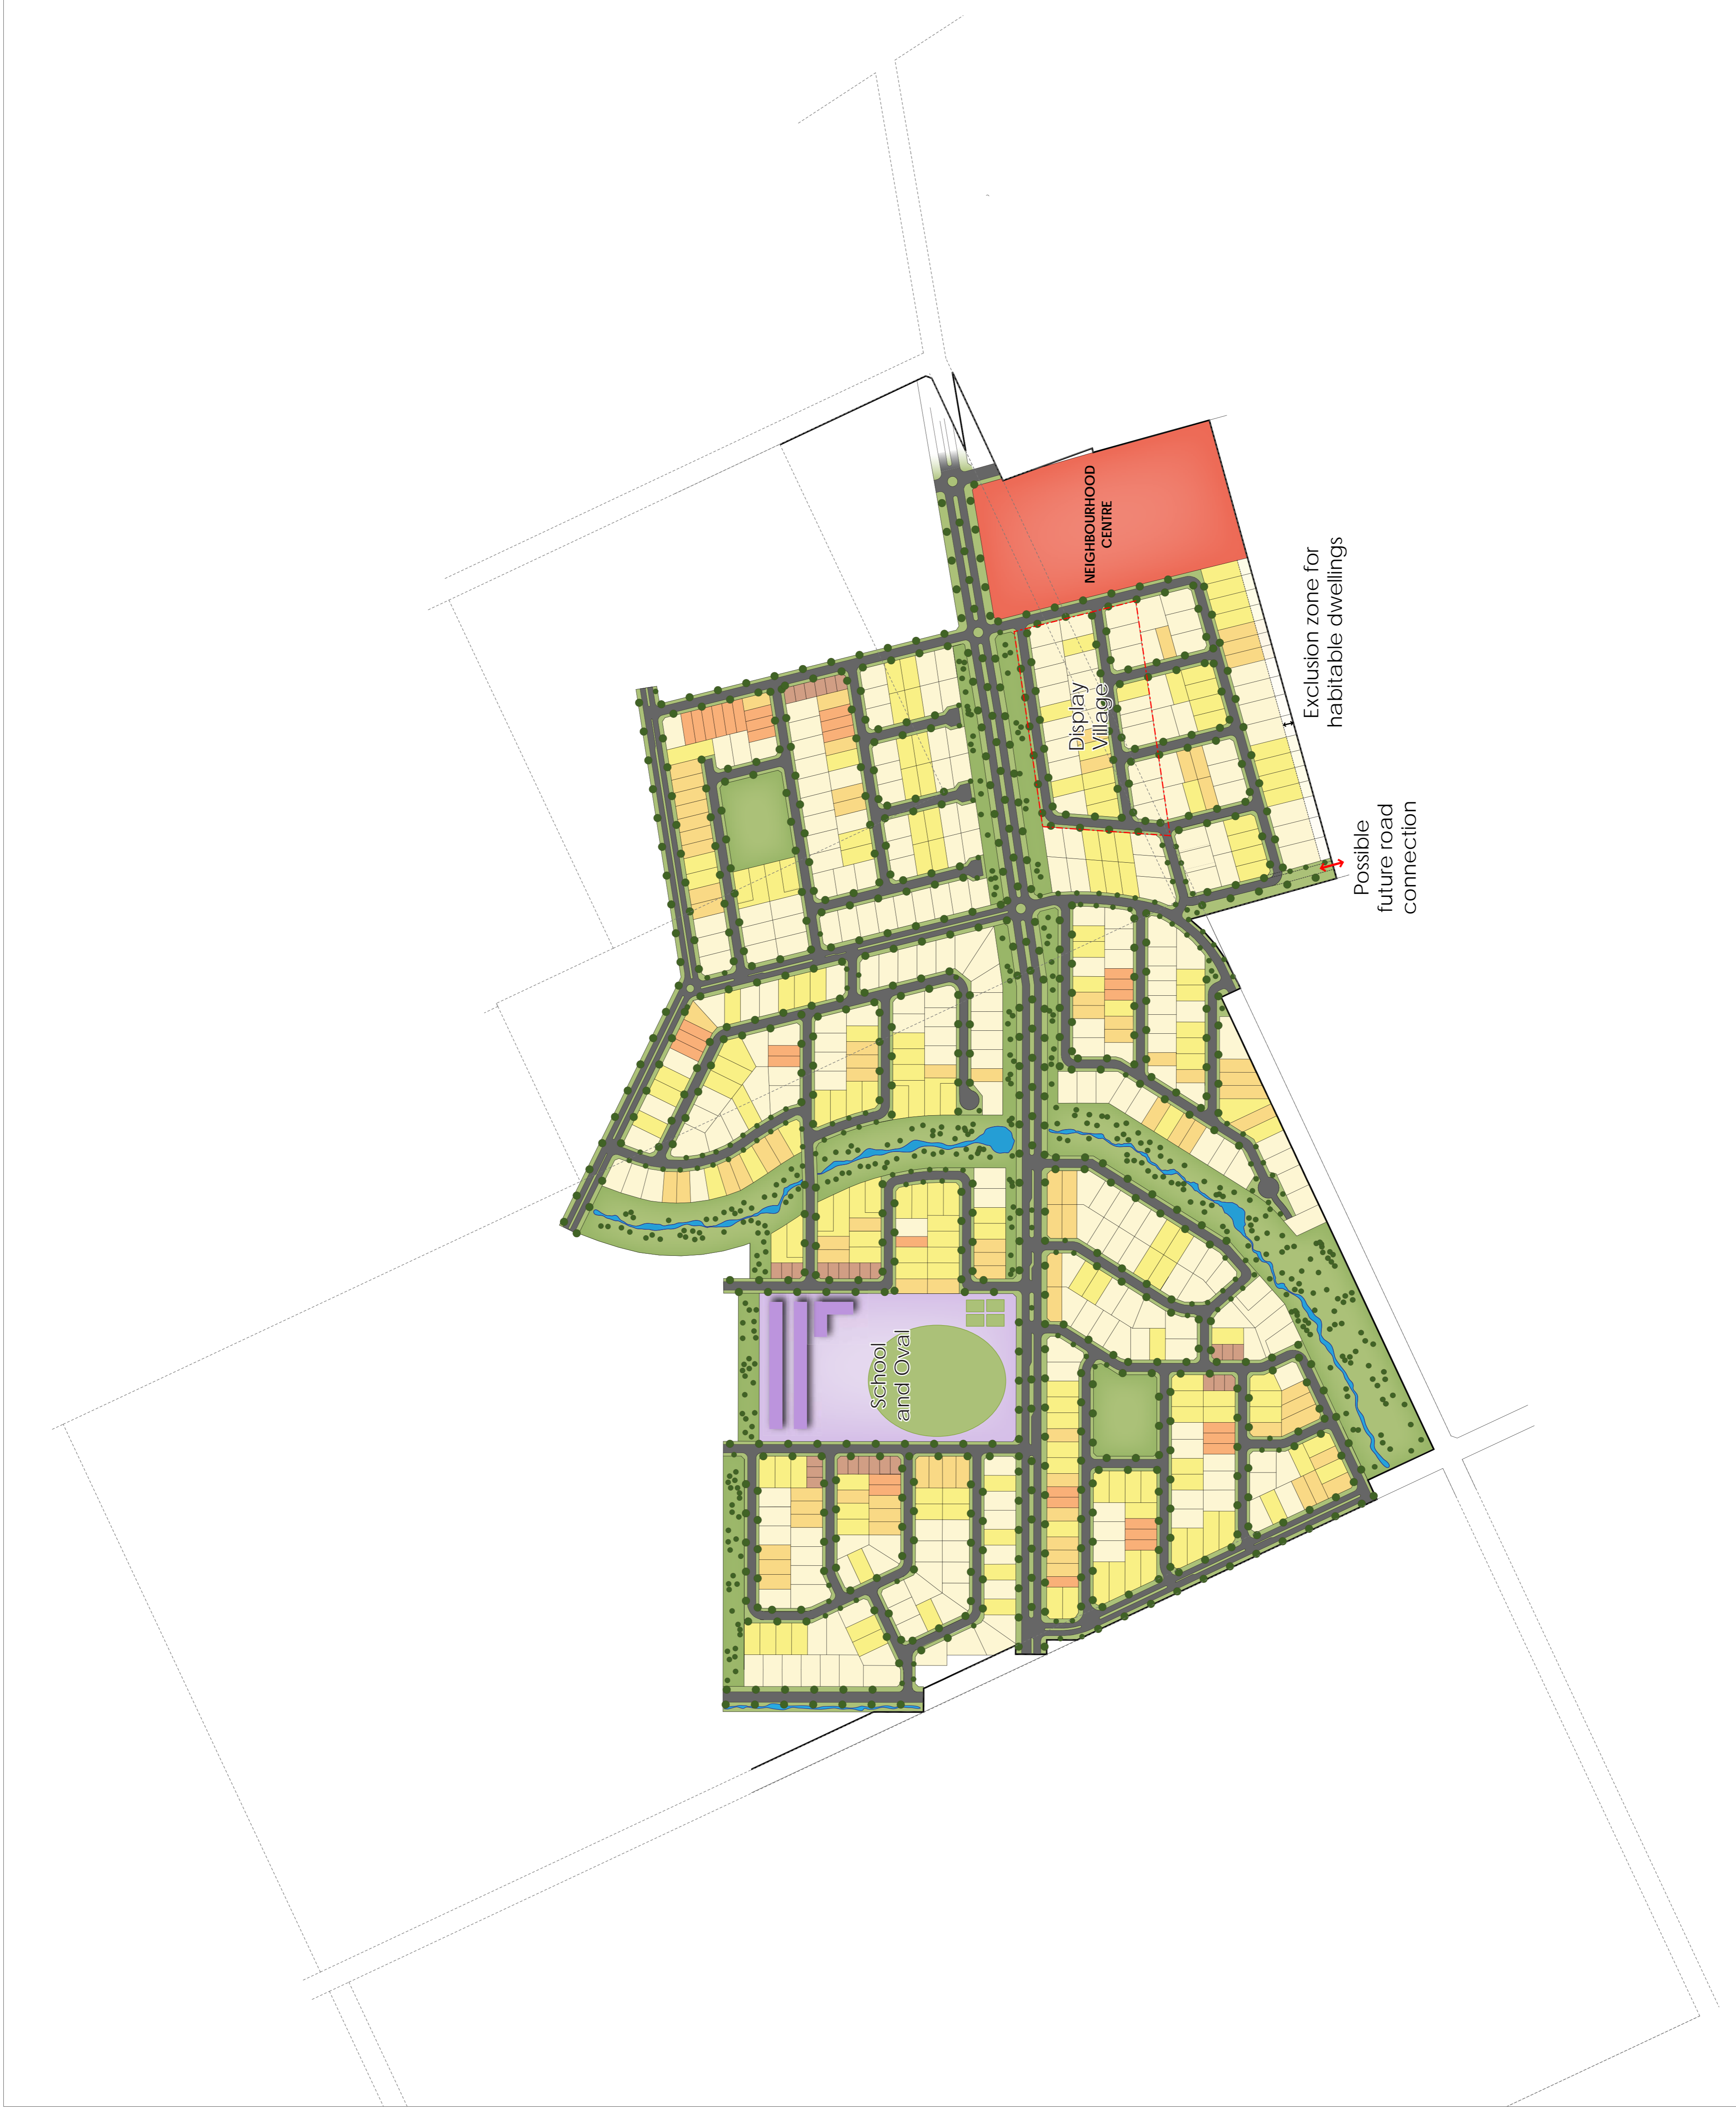 NEIGHBOURHOOD
CENTRE
Exclusion zone for
habitable dwellings
Display
Village
Possible
future road
connection
School
and Oval